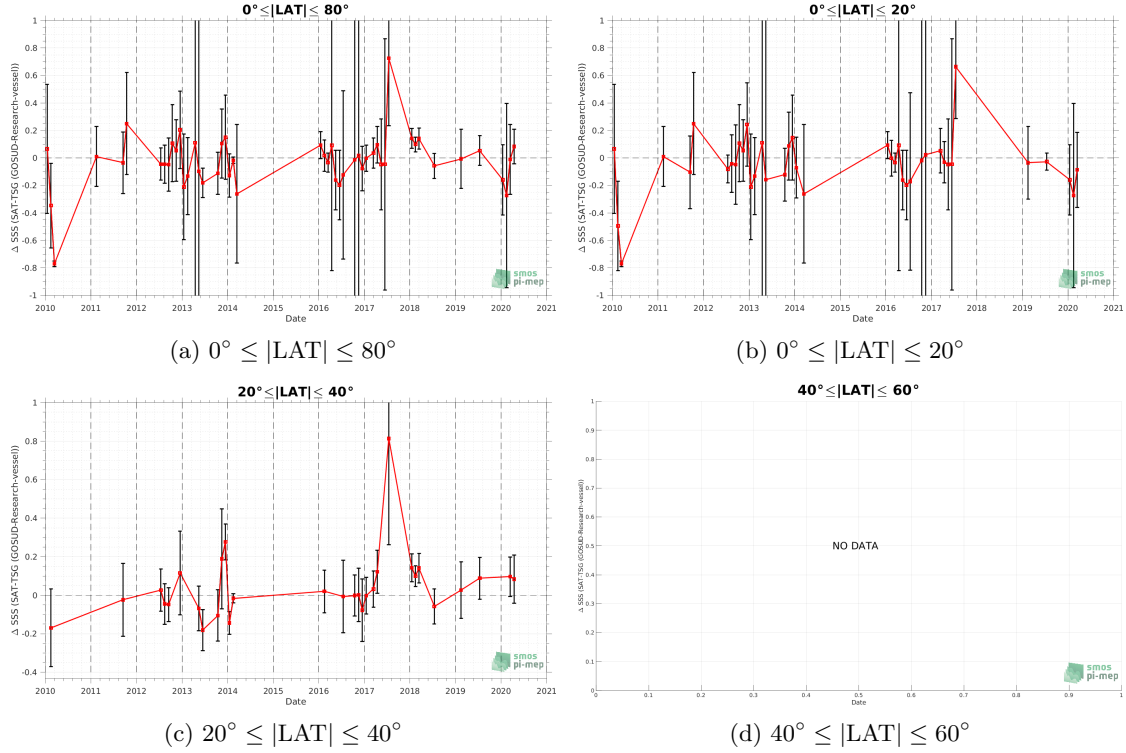 0°≤|LAT|≤ 80°
Δ SSS (SAT-TSG (GOSUD-Research-vessel))
1
0.8
0.6
0.4
0.2
0
-0.2
-0.4
-0.6
-0.8
-1
2010 2011 2012 2013 2014 2015 2016 2017 2018 2019 2020 2021
Date
smos
pi-mep
(a) 0° ≤ |LAT| ≤ 80°
0°≤|LAT|≤ 20°
Δ SSS (SAT-TSG (GOSUD-Research-vessel))
1
0.8
0.6
0.4
0.2
0
-0.2
-0.4
-0.6
-0.8
-1
2010 2011 2012 2013 2014 2015 2016 2017 2018 2019 2020 2021
Date
smos
pi-mep
(b) 0° ≤ |LAT| ≤ 20°
20°≤|LAT|≤ 40°
Δ SSS (SAT-TSG (GOSUD-Research-vessel))
1
0.8
0.6
0.4
0.2
0
-0.2
-0.4
2010 2011 2012 2013 2014 2015 2016 2017 2018 2019 2020 2021
Date
smos
pi-mep
(c) 20° ≤ |LAT| ≤ 40°
40°≤|LAT|≤ 60°
Δ SSS (SAT-TSG (GOSUD-Research-vessel))
1
0.9
0.8
0.7
0.6
0.5
0.4
0.3
0.2
0.1
0
NO DATA
0 0.1 0.2 0.3 0.4 0.5 0.6 0.7 0.8 0.9 1
Date
smos
pi-mep
(d) 40° ≤ |LAT| ≤ 60°